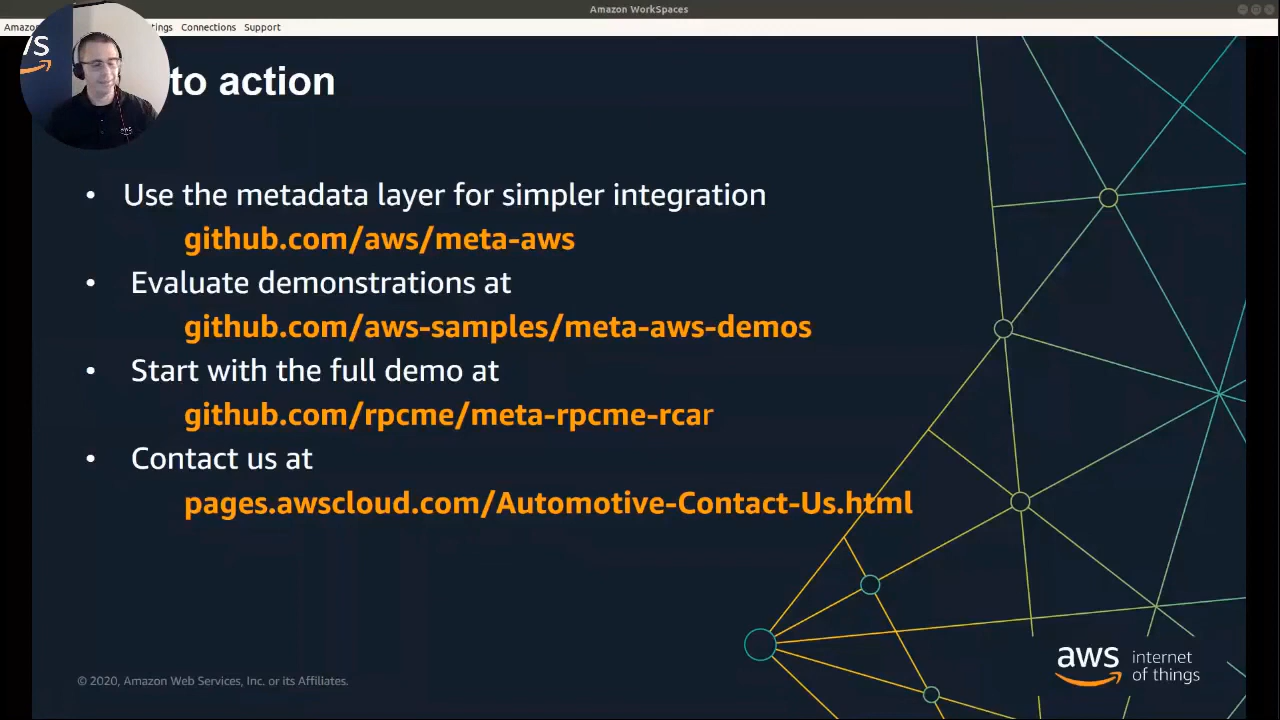 Amazon WorkSpaces
Amazo
tings Connections Support
to action
• Use the metadata layer for simpler integration
github.com/aws/meta-aws
• Evaluate demonstrations at
github.com/aws-samples/meta-aws-demos
• Start with the full demo at
github.com/rpcme/meta-rpcme-rcar
• Contact us at
pages.awscloud.com/Automotive-Contact-Us.html
© 2020, Amazon Web Services, Inc. or its Affiliates.
aws internet
of things